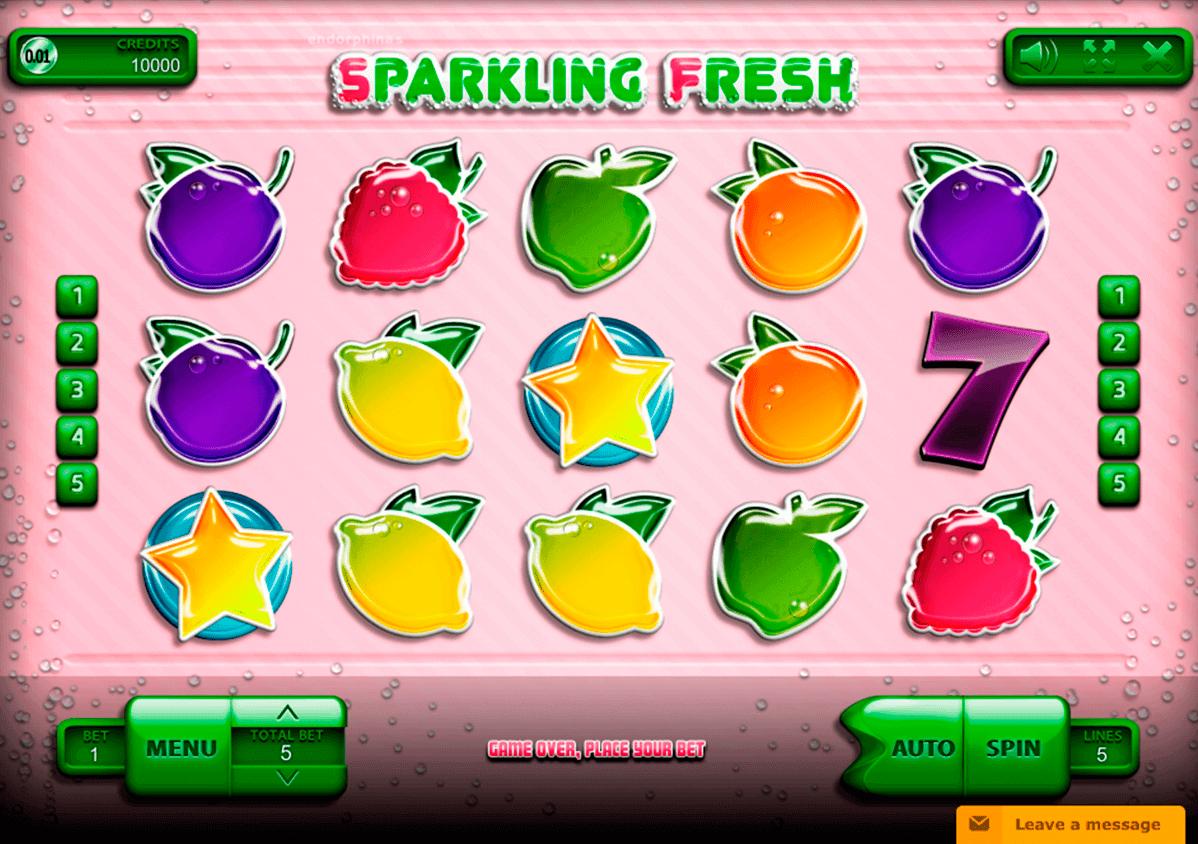 endorphina's
0.01
CREDITS
10000
SPARKLING FRESH
1
2
3
4
5
7
1
2
3
4
5
BET
1
MENU
TOTAL BET
5
GAME OVER, PLACE YOUR BET
AUTO
SPIN
LINES
5
Leave a message